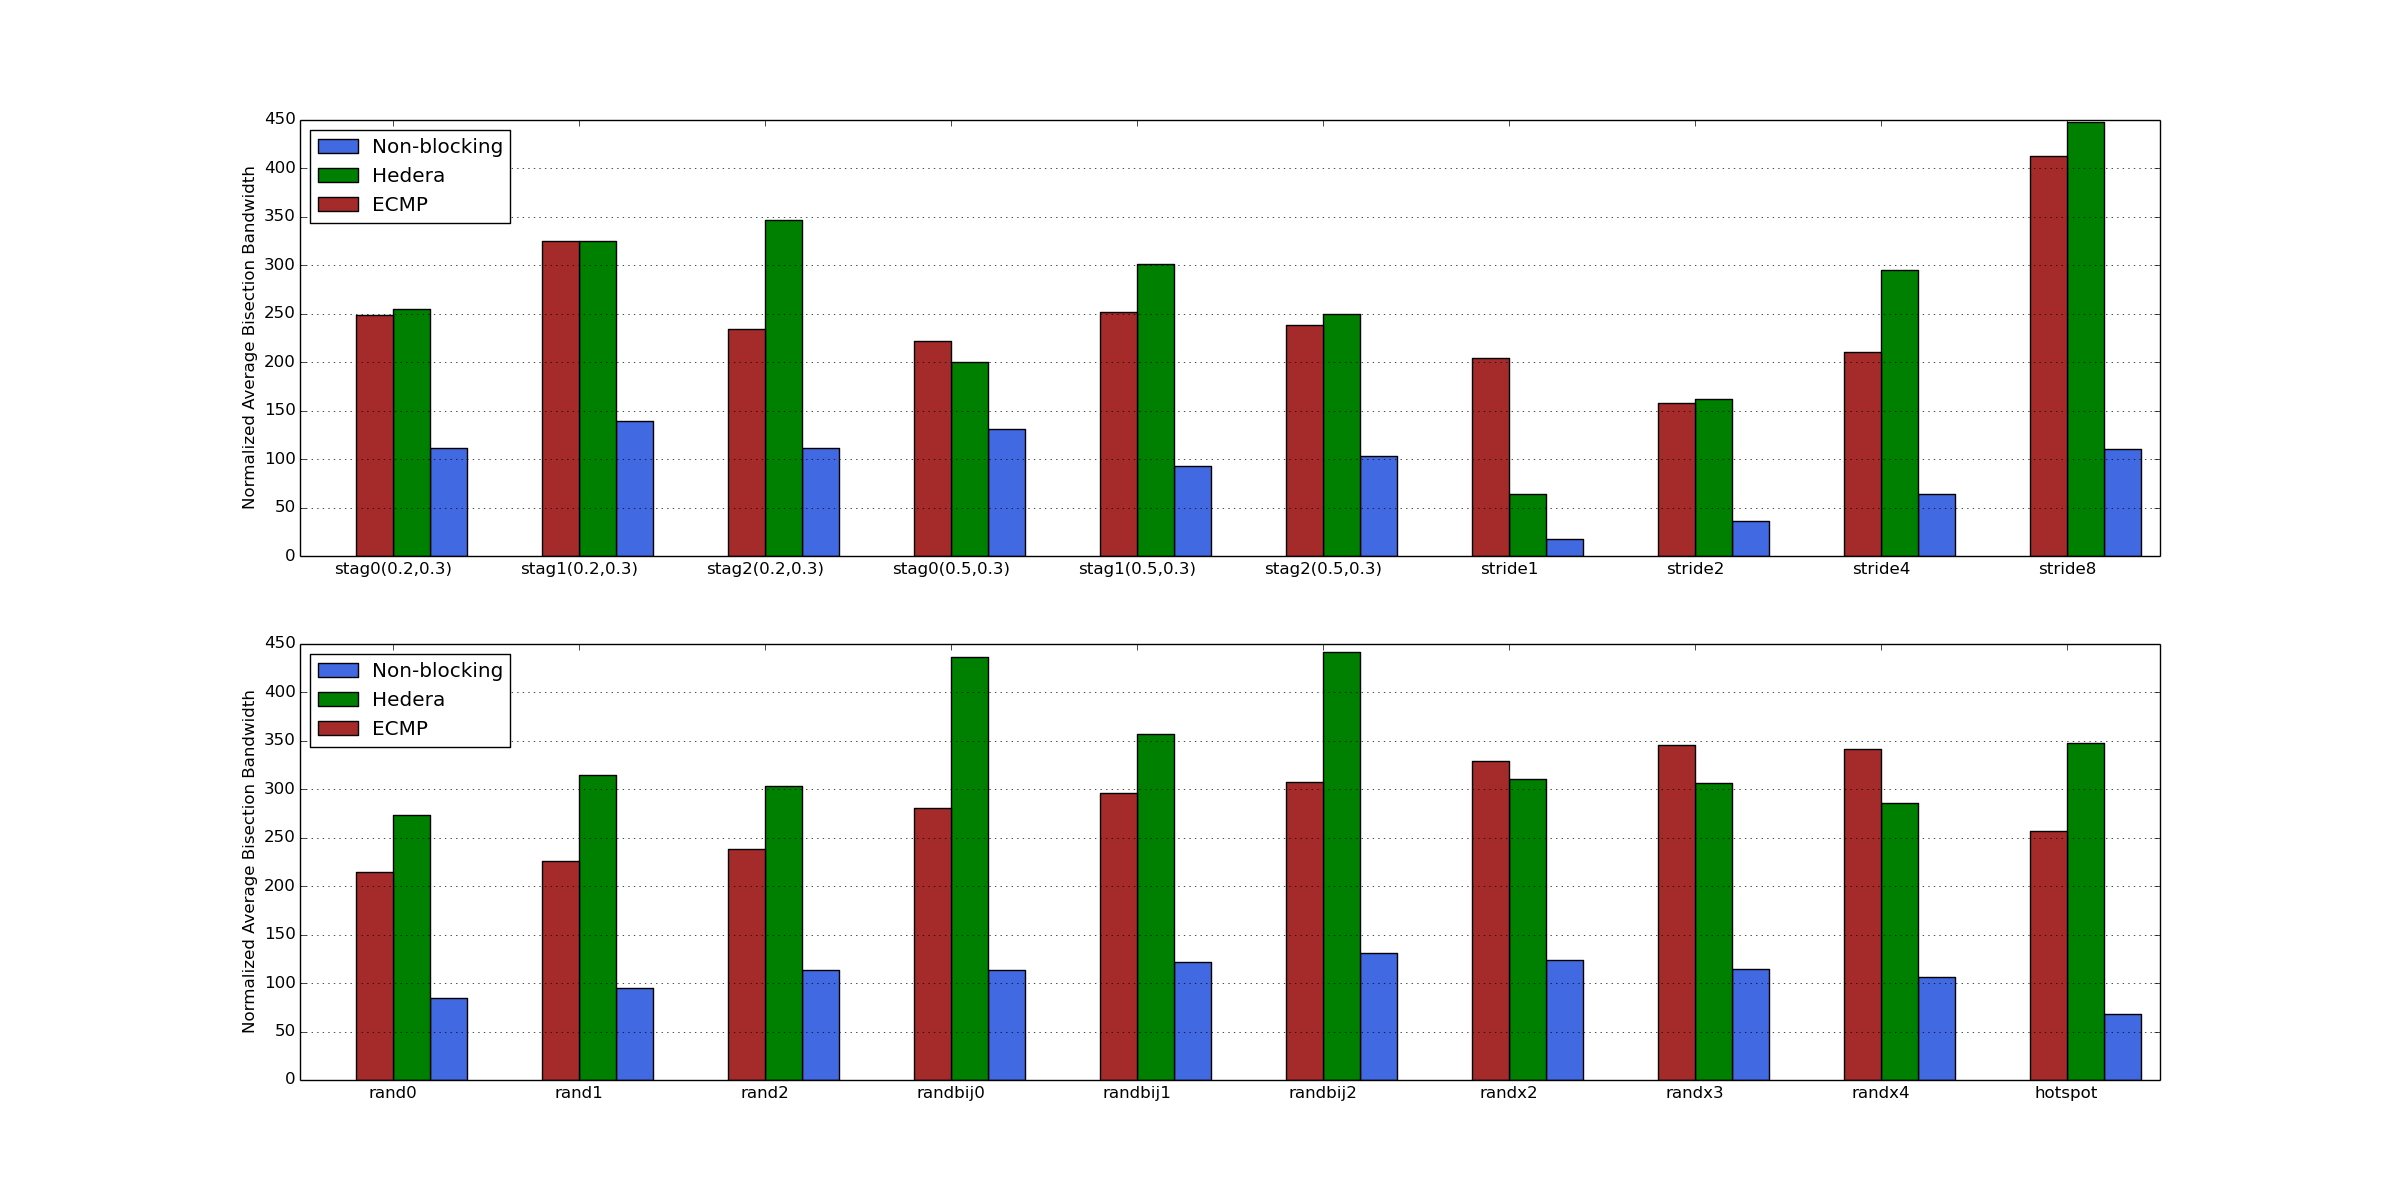 450
400
350
300
250
200
150
100
50
0
Normalized Average Bisection Bandwidth
Non-blocking
Hedera
ECMP
stag0(0.2,0.3) stag1(0.2,0.3) stag2(0.2,0.3) stag0(0.5,0.3) stag1(0.5,0.3) stag2(0.5,0.3) stride1 stride2 stride4 stride8
450
400
350
300
250
200
150
100
50
0
Normalized Average Bisection Bandwidth
Non-blocking
Hedera
ECMP
rand0 rand1 rand2 randbij0 randbij1 randbij2 randx2 randx3 randx4 hotspot